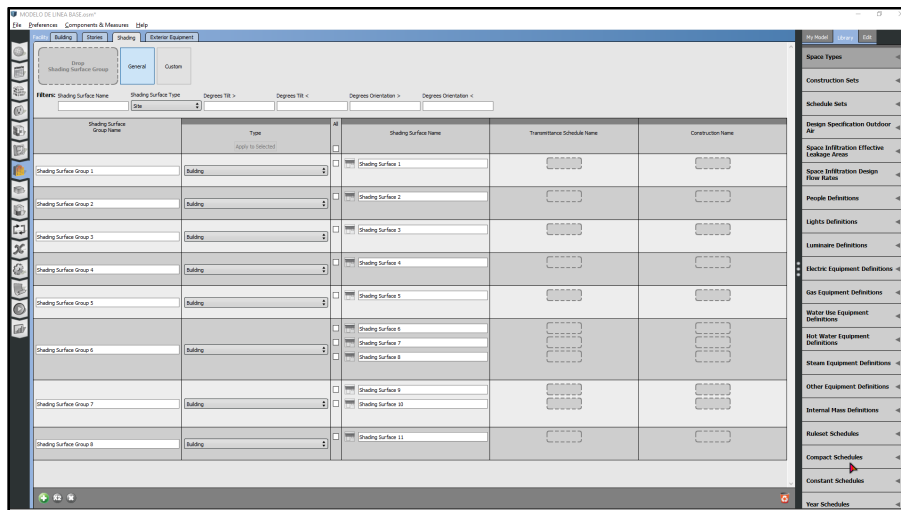 MODELO DE LINEA BASE.osm*
File Preferences Components & Measures Help
Facility Building Stories Shading Exterior Equipment
My Model Library Edit
Drop
Shading Surface Group
General Custom
Filters: Shading Surface Name Shading Surface Type Degrees Tilt > Degrees Tilt < Degrees Orientation > Degrees Orientation <
Site
Shading Surface
Group Name
Type
All
Shading Surface Name
Transmittance Schedule Name
Construction Name
Apply to Selected
Shading Surface Group 1 Building Shading Surface 1
Shading Surface Group 2 Building Shading Surface 2
Shading Surface Group 3 Building Shading Surface 3
Shading Surface Group 4 Building Shading Surface 4
Shading Surface Group 5 Building Shading Surface 5
Shading Surface Group 6 Building Shading Surface 6
Shading Surface 7
Shading Surface 8
Shading Surface Group 7 Building Shading Surface 9
Shading Surface 10
Shading Surface Group 8 Building Shading Surface 11
Space Types
Construction Sets
Schedule Sets
Design Specification Outdoor
Air
Space Infiltration Effective
Leakage Areas
Space Infiltration Design
Flow Rates
People Definitions
Lights Definitions
Luminaire Definitions
Electric Equipment Definitions
Gas Equipment Definitions
Water Use Equipment
Definitions
Hot Water Equipment
Definitions
Steam Equipment Definitions
Other Equipment Definitions
Internal Mass Definitions
Ruleset Schedules
Compact Schedules
Constant Schedules
Year Schedules